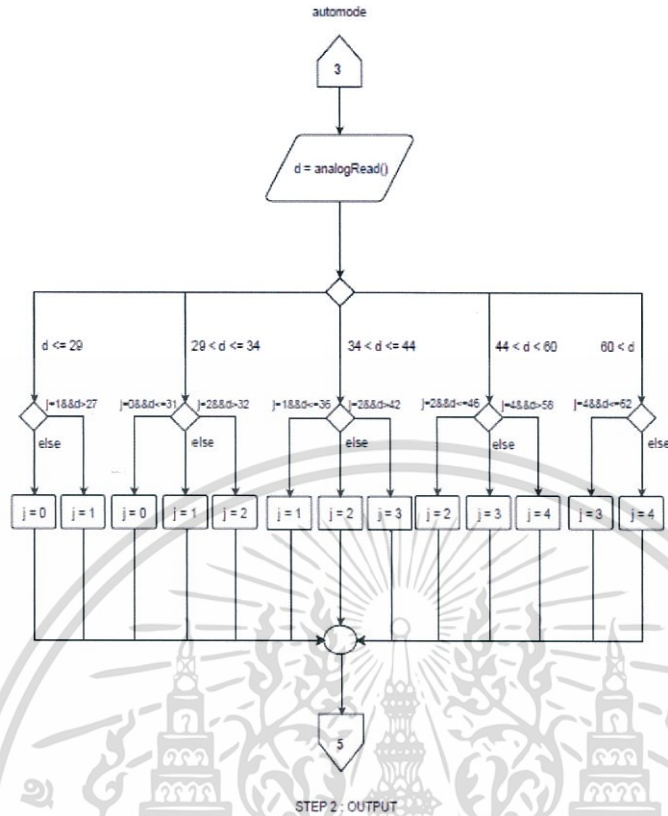 automode
3
d = analogRead()
d <= 29
29 < d <= 34
34 < d <= 44
44 < d < 60
60 < d
j=1&&d>27
j=0&&d<=31
j=2&&d>32
j=1&&d<=36
j=2&&d>42
j=2&&d<=46
j=4&&d>58
j=4&&d<=62
else
else
else
else
else
j = 0
j = 1
j = 0
j = 1
j = 2
j = 1
j = 2
j = 3
j = 2
j = 3
j = 4
j = 3
j = 4
5
STEP 2 : OUTPUT